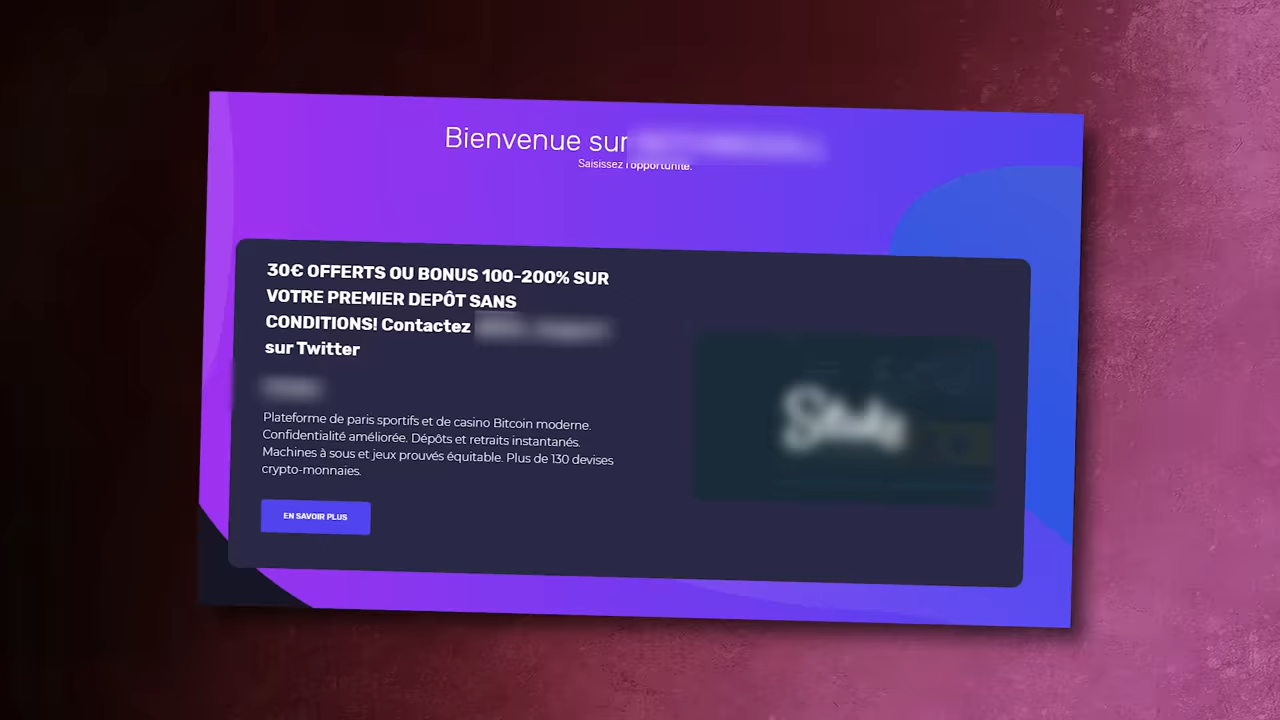 Bienvenue sur
Saisissez l'opportunité.
30€ OFFERTS OU BONUS 100-200% SUR
VOTRE PREMIER DEPÔT SANS
CONDITIONS! Contactez
sur Twitter
Plateforme de paris sportifs et de casino Bitcoin moderne.
Confidentialité améliorée. Dépôts et retraits instantanés.
Machines à sous et jeux prouvés équitable. Plus de 130 devises
crypto-monnaies.
EN SAVOIR PLUS